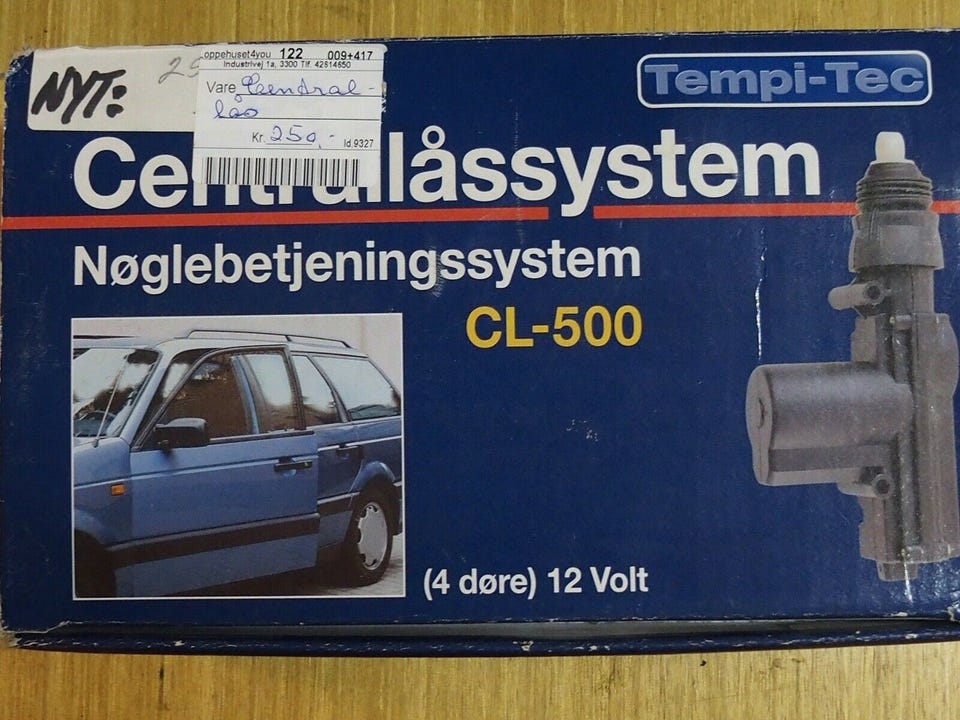 NYT:
oppehuset4you 122 009+417
Industrivej 1a, 3300 Tlf. 42814650
Vare Central-
lås
Kr. 250,- Id.9327
Tempi-Tec
Centrallåssystem
Nøglebetjeningssystem
CL-500
(4 døre) 12 Volt